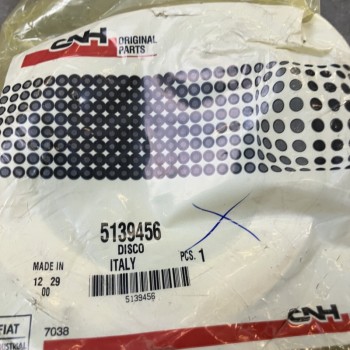 CNH ORIGINAL
PARTS
5139456
DISCO
MADE IN ITALY PCS. 1
12 29
00
5139456
CNH
FIAT 7038